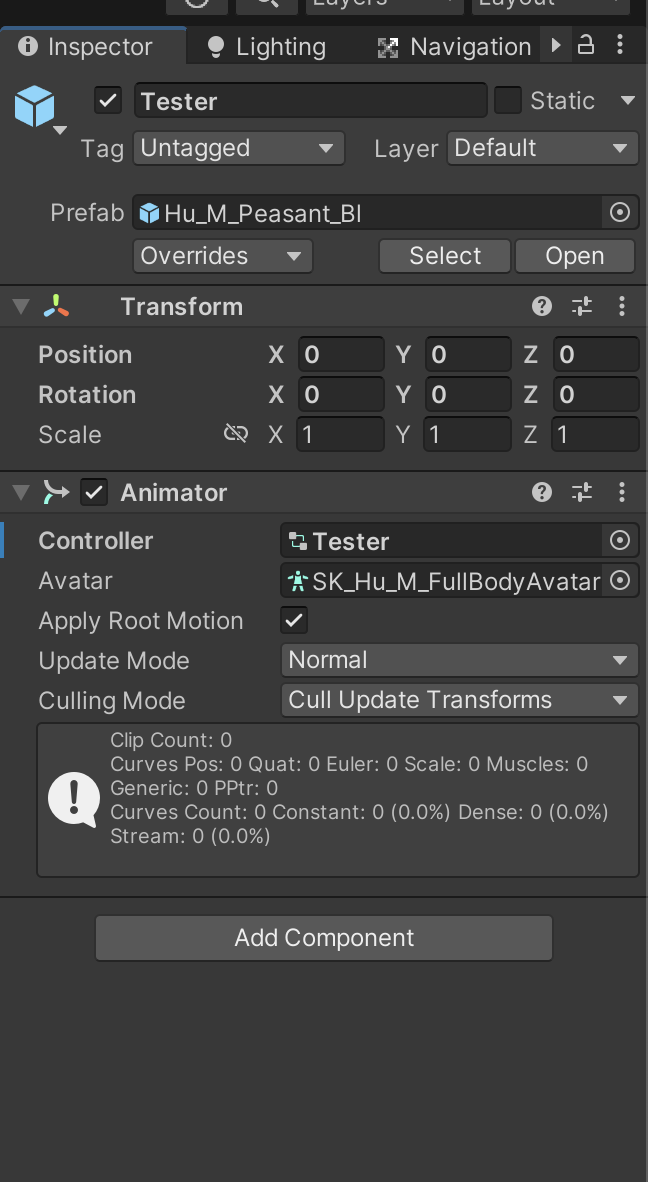 Layers Layout
Inspector Lighting Navigation
Tester Static
Tag Untagged Layer Default
Prefab Hu_M_Peasant_Bl
Overrides Select Open
Transform
Position X 0 Y 0 Z 0
Rotation X 0 Y 0 Z 0
Scale X 1 Y 1 Z 1
Animator
Controller Tester
Avatar SK_Hu_M_FullBodyAvatar
Apply Root Motion
Update Mode Normal
Culling Mode Cull Update Transforms
Clip Count: 0
Curves Pos: 0 Quat: 0 Euler: 0 Scale: 0 Muscles: 0
Generic: 0 PPtr: 0
Curves Count: 0 Constant: 0 (0.0%) Dense: 0 (0.0%)
Stream: 0 (0.0%)
Add Component